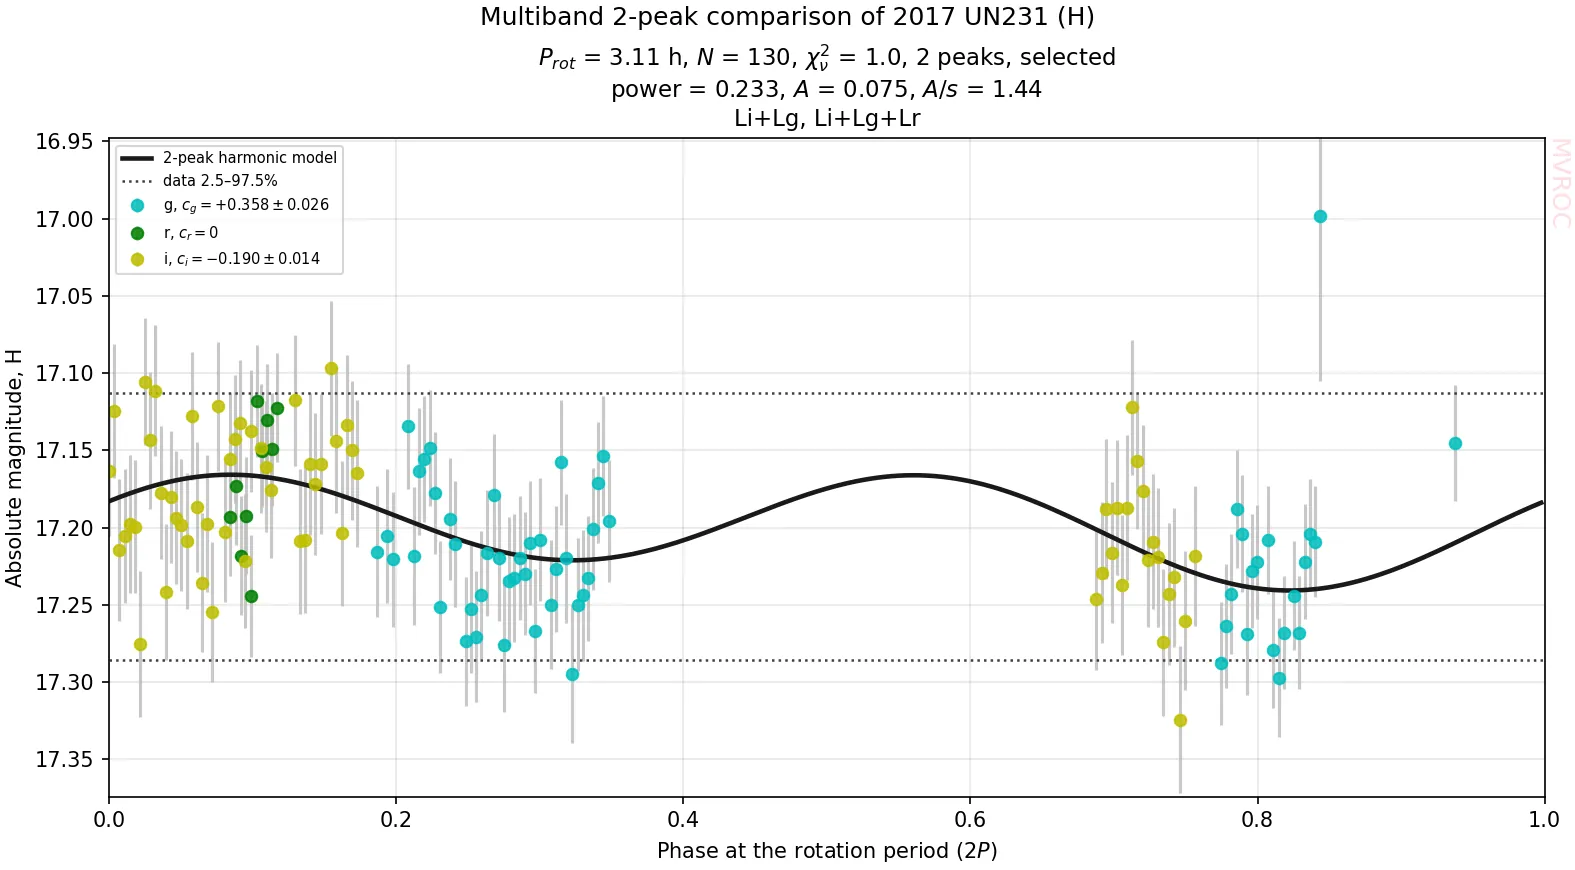 Multiband 2-peak comparison of 2017 UN231 (H)
P_rot = 3.11 h, N = 130, χ²_ν = 1.0, 2 peaks, selected
power = 0.233, A = 0.075, A/s = 1.44
Li+Lg, Li+Lg+Lr
2-peak harmonic model
data 2.5–97.5%
g, c_g = +0.358 ± 0.026
r, c_r = 0
i, c_i = −0.190 ± 0.014
MVROC
Absolute magnitude, H
16.95
17.00
17.05
17.10
17.15
17.20
17.25
17.30
17.35
0.0 0.2 0.4 0.6 0.8 1.0
Phase at the rotation period (2P)